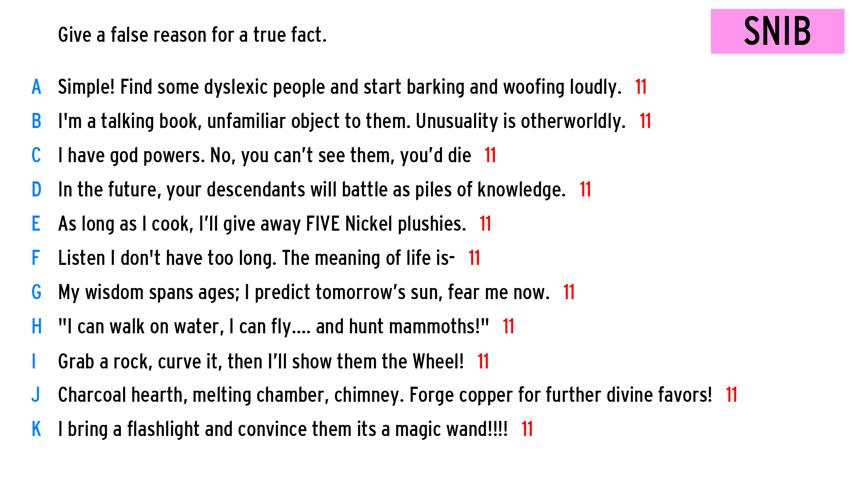 Give a false reason for a true fact.
SNIB
A Simple! Find some dyslexic people and start barking and woofing loudly. 11
B I'm a talking book, unfamiliar object to them. Unusuality is otherworldly. 11
C I have god powers. No, you can’t see them, you’d die 11
D In the future, your descendants will battle as piles of knowledge. 11
E As long as I cook, I’ll give away FIVE Nickel plushies. 11
F Listen I don't have too long. The meaning of life is- 11
G My wisdom spans ages; I predict tomorrow’s sun, fear me now. 11
H "I can walk on water, I can fly.... and hunt mammoths!" 11
I Grab a rock, curve it, then I’ll show them the Wheel! 11
J Charcoal hearth, melting chamber, chimney. Forge copper for further divine favors! 11
K I bring a flashlight and convince them its a magic wand!!!! 11